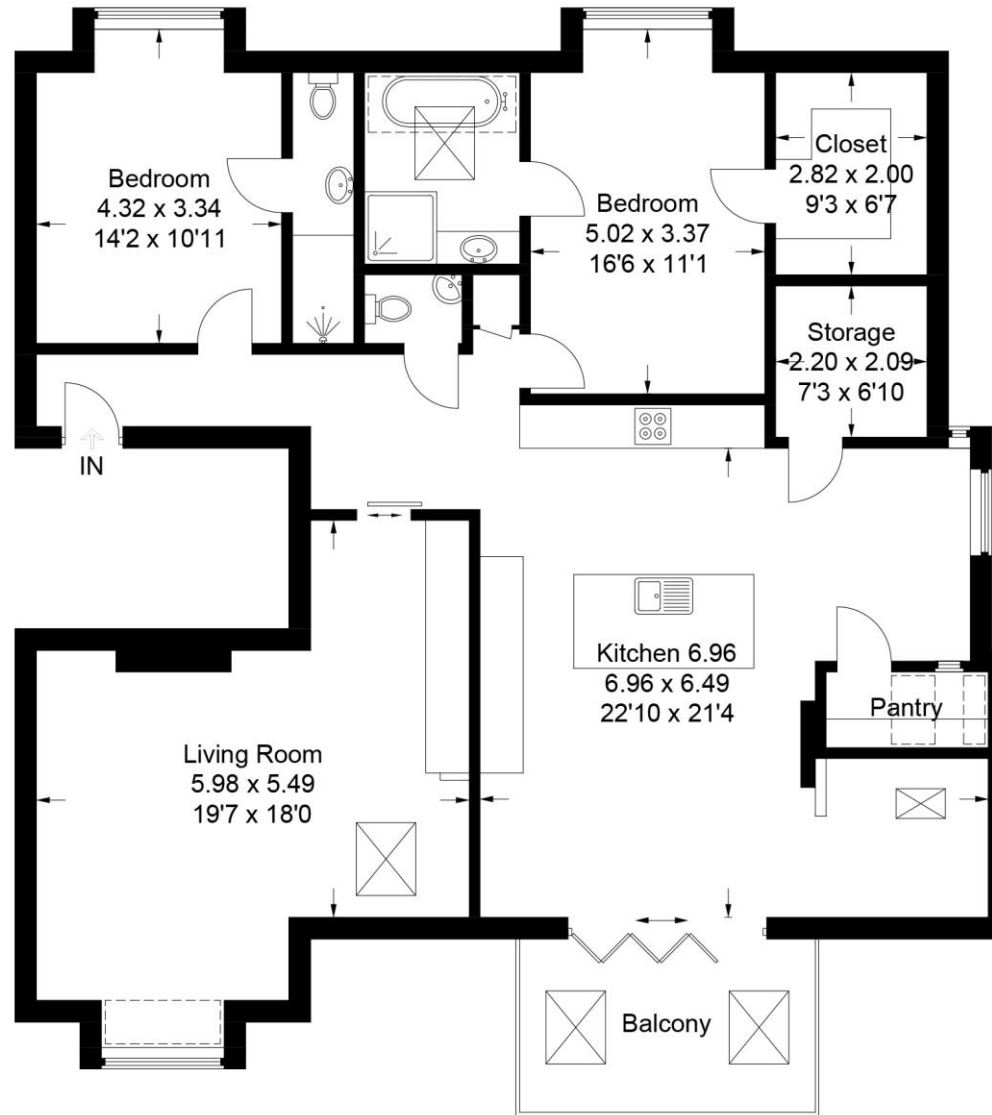 Bedroom
4.32 x 3.34
14'2 x 10'11
Bedroom
5.02 x 3.37
16'6 x 11'1
Closet
2.82 x 2.00
9'3 x 6'7
Storage
2.20 x 2.09
7'3 x 6'10
IN
Kitchen 6.96
6.96 x 6.49
22'10 x 21'4
Pantry
Living Room
5.98 x 5.49
19'7 x 18'0
Balcony